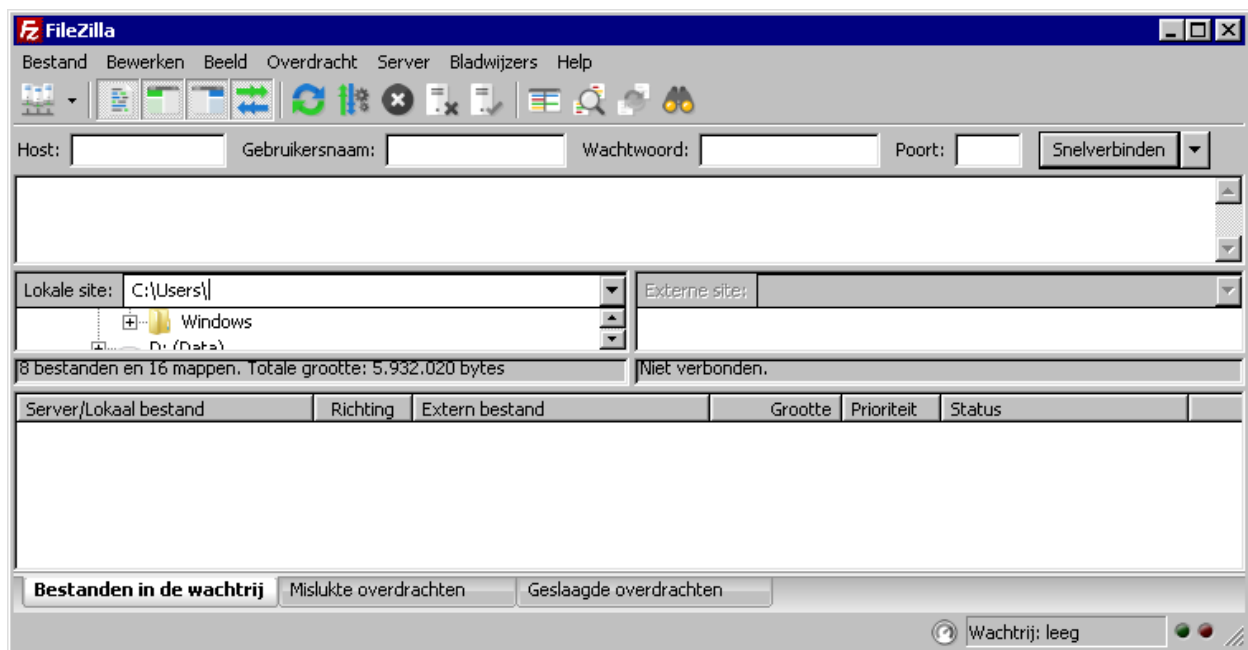 FileZilla
Bestand Bewerken Beeld Overdracht Server Bladwijzers Help
Host: Gebruikersnaam: Wachtwoord: Poort: Snelverbinden
Lokale site: C:\Users\ Externe site:
Windows
D: (Data)
8 bestanden en 16 mappen. Totale grootte: 5.932.020 bytes Niet verbonden.
Server/Lokaal bestand Richting Extern bestand Grootte Prioriteit Status
Bestanden in de wachtrij Mislukte overdrachten Geslaagde overdrachten
Wachtrij: leeg